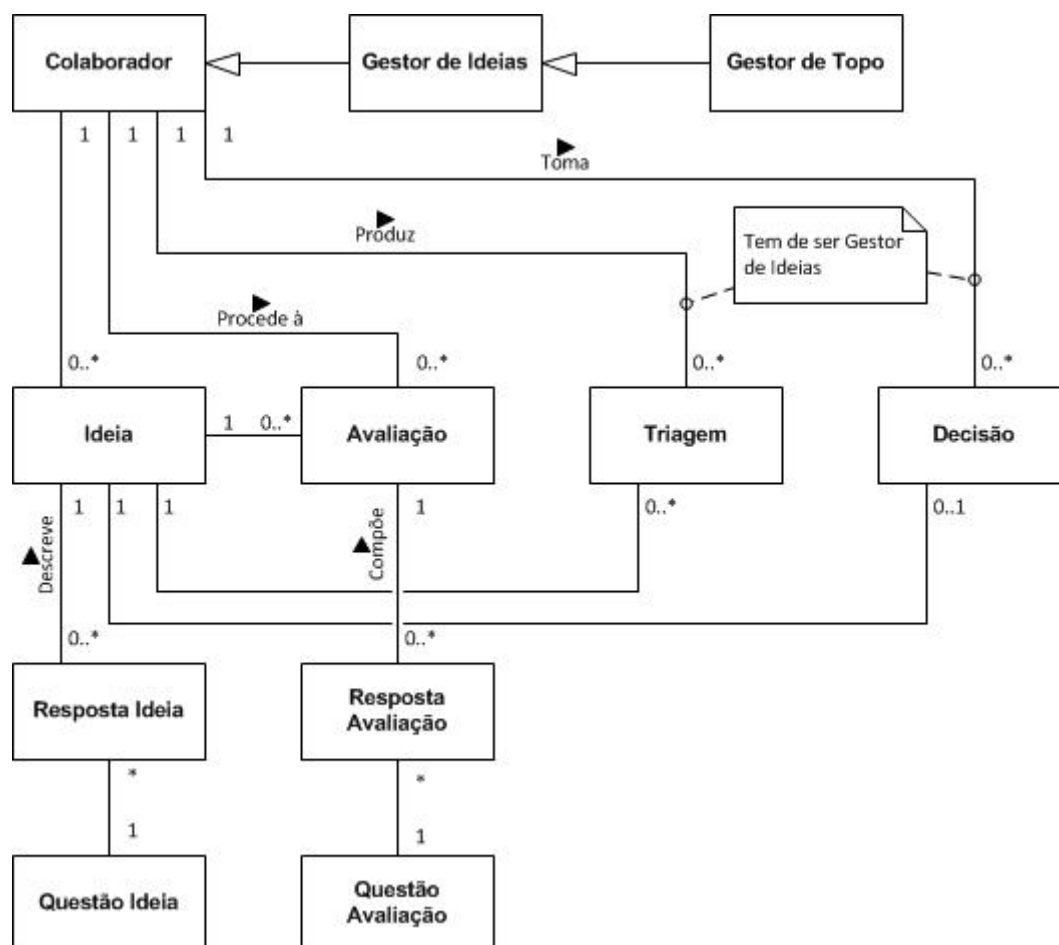 Colaborador
Gestor de Ideias
Gestor de Topo
1
1
1
1
Toma
Produz
Tem de ser Gestor
de Ideias
Procede à
0..*
0..*
0..*
0..*
Ideia
1
0..*
Avaliação
Triagem
Decisão
1
1
1
1
0..*
0..1
Descreve
Compõe
0..*
0..*
Resposta Ideia
Resposta
Avaliação
*
*
1
1
Questão Ideia
Questão
Avaliação